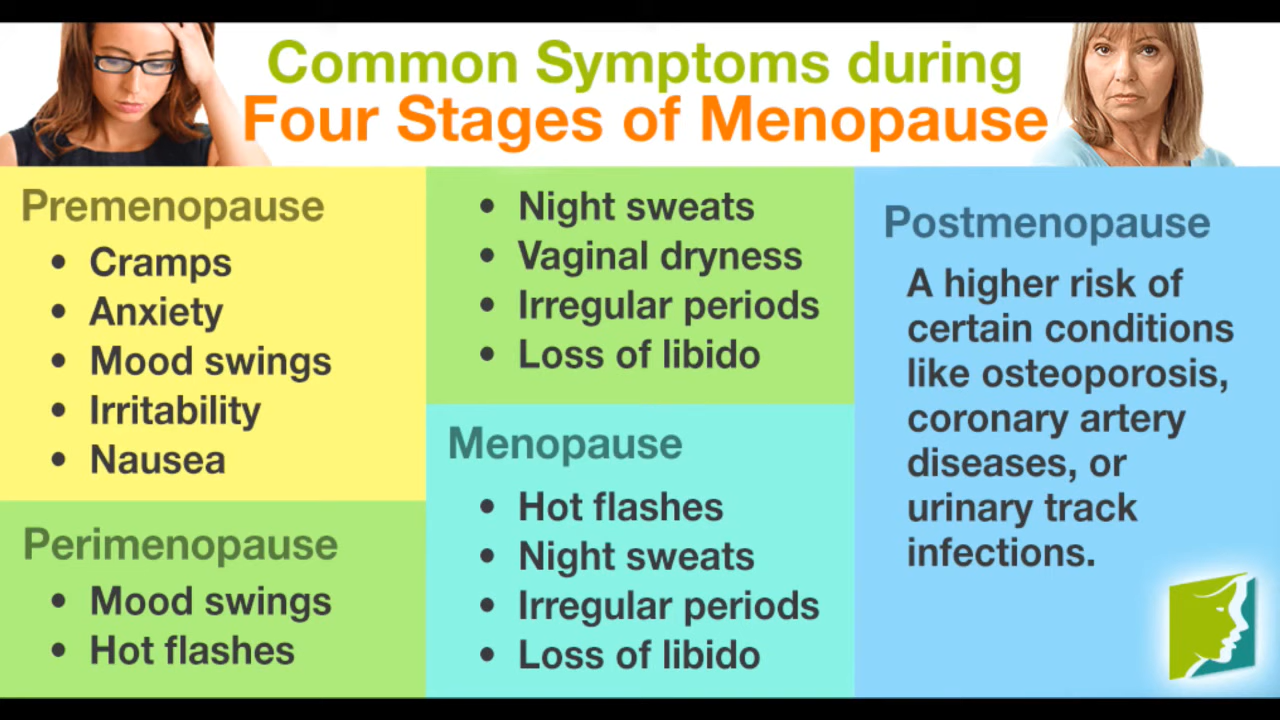 Common Symptoms during
Four Stages of Menopause
Premenopause
• Cramps
• Anxiety
• Mood swings
• Irritability
• Nausea
Perimenopause
• Mood swings
• Hot flashes
• Night sweats
• Vaginal dryness
• Irregular periods
• Loss of libido
Menopause
• Hot flashes
• Night sweats
• Irregular periods
• Loss of libido
Postmenopause
A higher risk of
certain conditions
like osteoporosis,
coronary artery
diseases, or
urinary track
infections.